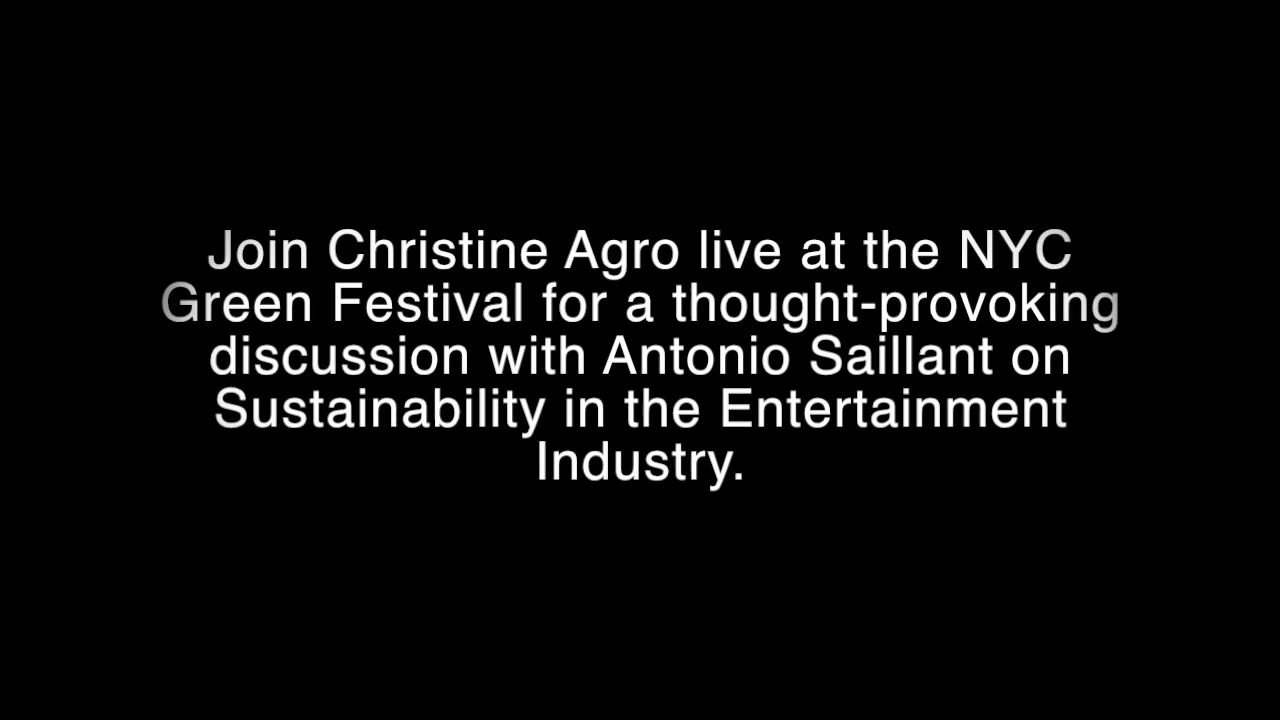 Join Christine Agro live at the NYC
Green Festival for a thought-provoking
discussion with Antonio Saillant on
Sustainability in the Entertainment
Industry.